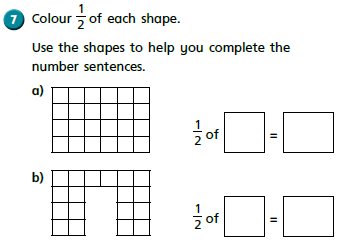 7 Colour 1/2 of each shape.
Use the shapes to help you complete the
number sentences.
a)
1/2 of =
b)
1/2 of =